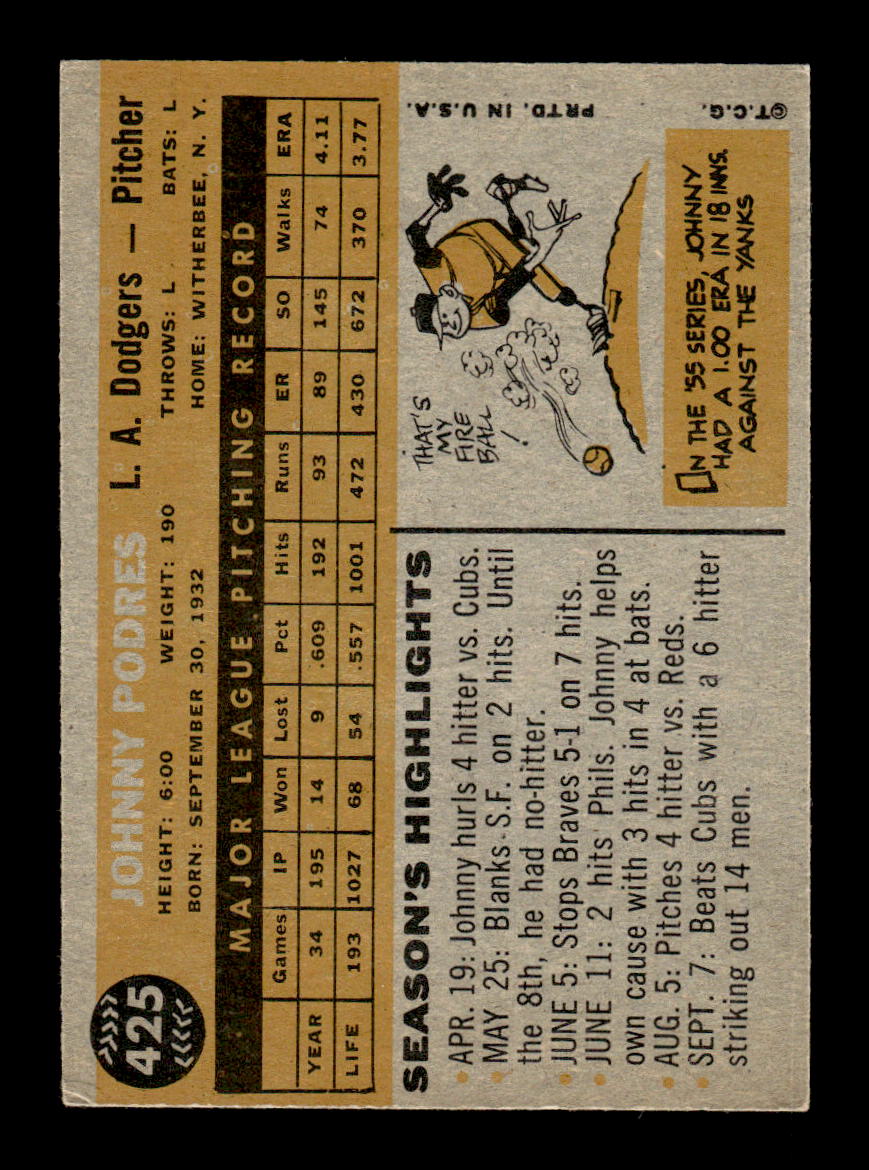 425
JOHNNY PODRES L. A. Dodgers — Pitcher
HEIGHT: 6:00 WEIGHT: 190 THROWS: L BATS: L
BORN: SEPTEMBER 30, 1932 HOME: WITHERBEE, N. Y.
MAJOR LEAGUE PITCHING RECORD
Games IP Won Lost Pct Hits Runs ER SO Walks ERA
YEAR 34 195 14 9 .609 192 93 89 145 74 4.11
LIFE 193 1027 68 54 .557 1001 472 430 672 370 3.77
SEASON'S HIGHLIGHTS
• APR. 19: Johnny hurls 4 hitter vs. Cubs.
• MAY 25: Blanks S.F. on 2 hits. Until
the 8th, he had no-hitter.
• JUNE 5: Stops Braves 5-1 on 7 hits.
• JUNE 11: 2 hits Phils. Johnny helps
own cause with 3 hits in 4 at bats.
• AUG. 5: Pitches 4 hitter vs. Reds.
• SEPT. 7: Beats Cubs with a 6 hitter
striking out 14 men.
THAT'S
MY
FIRE
BALL
!
IN THE '55 SERIES, JOHNNY
HAD A 1.00 ERA IN 18 INNS.
AGAINST THE YANKS
©T.C.G. PRTD. IN U.S.A.